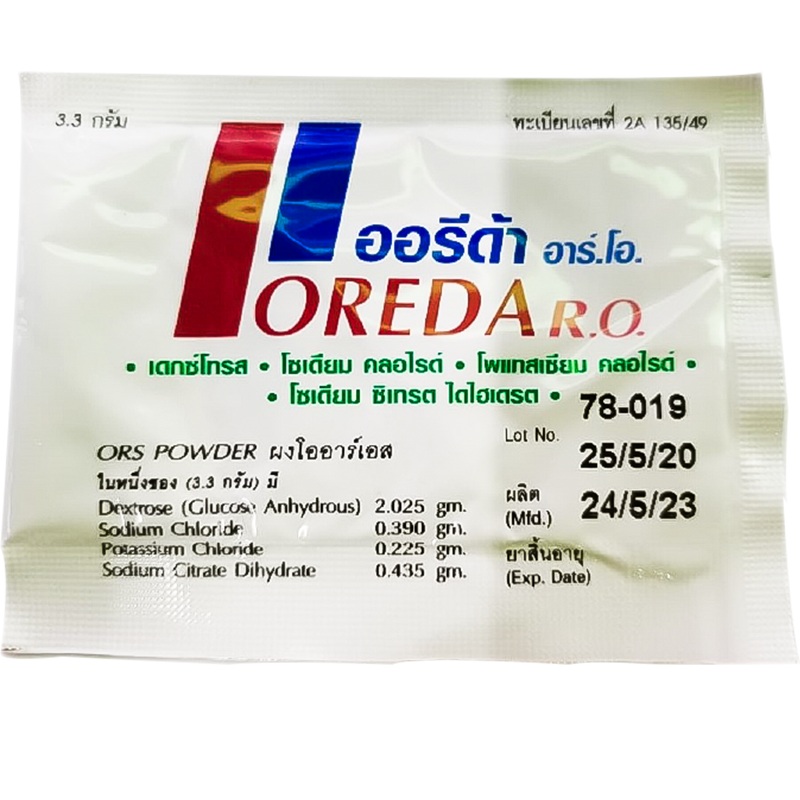 3.3 กรัม
ทะเบียนเลขที่ 2A 135/49
ออรีด้า อาร์.โอ.
OREDA R.O.
• เดกซ์โทรส • โซเดียม คลอไรด์ • โพแทสเซียม คลอไรด์ •
• โซเดียม ซิเทรต ไดไฮเดรต •
ORS POWDER ผงโออาร์เอส
ในหนึ่งซอง (3.3 กรัม) มี
Dextrose (Glucose Anhydrous) 2.025 gm.
Sodium Chloride 0.390 gm.
Potassium Chloride 0.225 gm.
Sodium Citrate Dihydrate 0.435 gm.
78-019
Lot No.
25/5/20
ผลิต
(Mfd.)
24/5/23
ยาสิ้นอายุ
(Exp. Date)